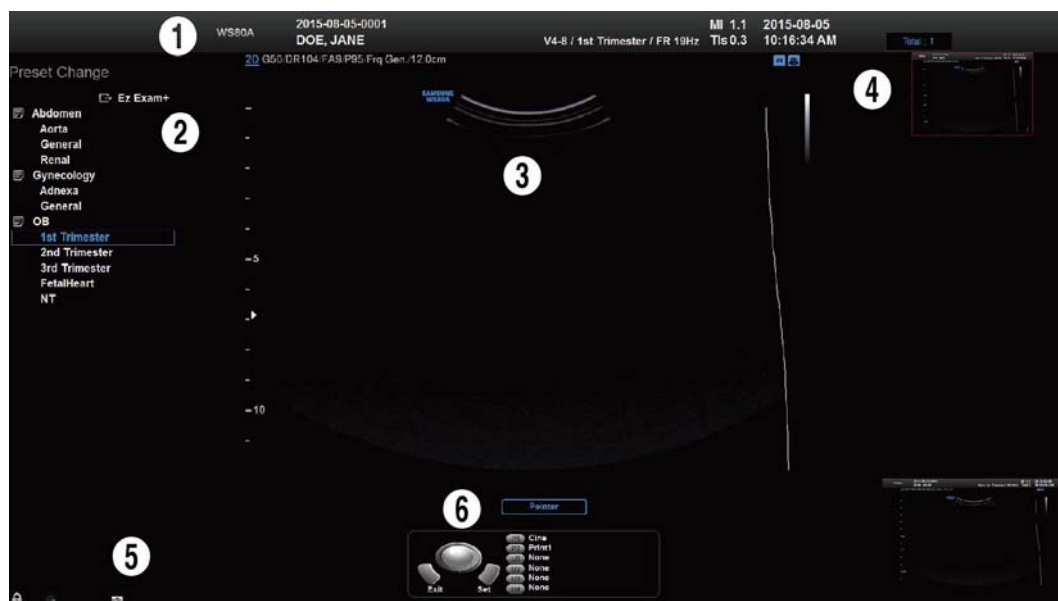 1
WS80A
2015-08-05-0001
DOE, JANE
V4-8 / 1st Trimester / FR 19Hz
MI 1.1
TIs 0.3
2015-08-05
10:16:34 AM
Total : 1
2D G50/DR104/FA9/P95/Frq Gen./12.0cm
Preset Change
Ez Exam+
2
Abdomen
Aorta
General
Renal
Gynecology
Adnexa
General
OB
1st Trimester
2nd Trimester
3rd Trimester
FetalHeart
NT
SAMSUNG
WS80A
3
4
5
10
Pointer
6
Cine
Print1
None
None
None
None
Exit
Set
5